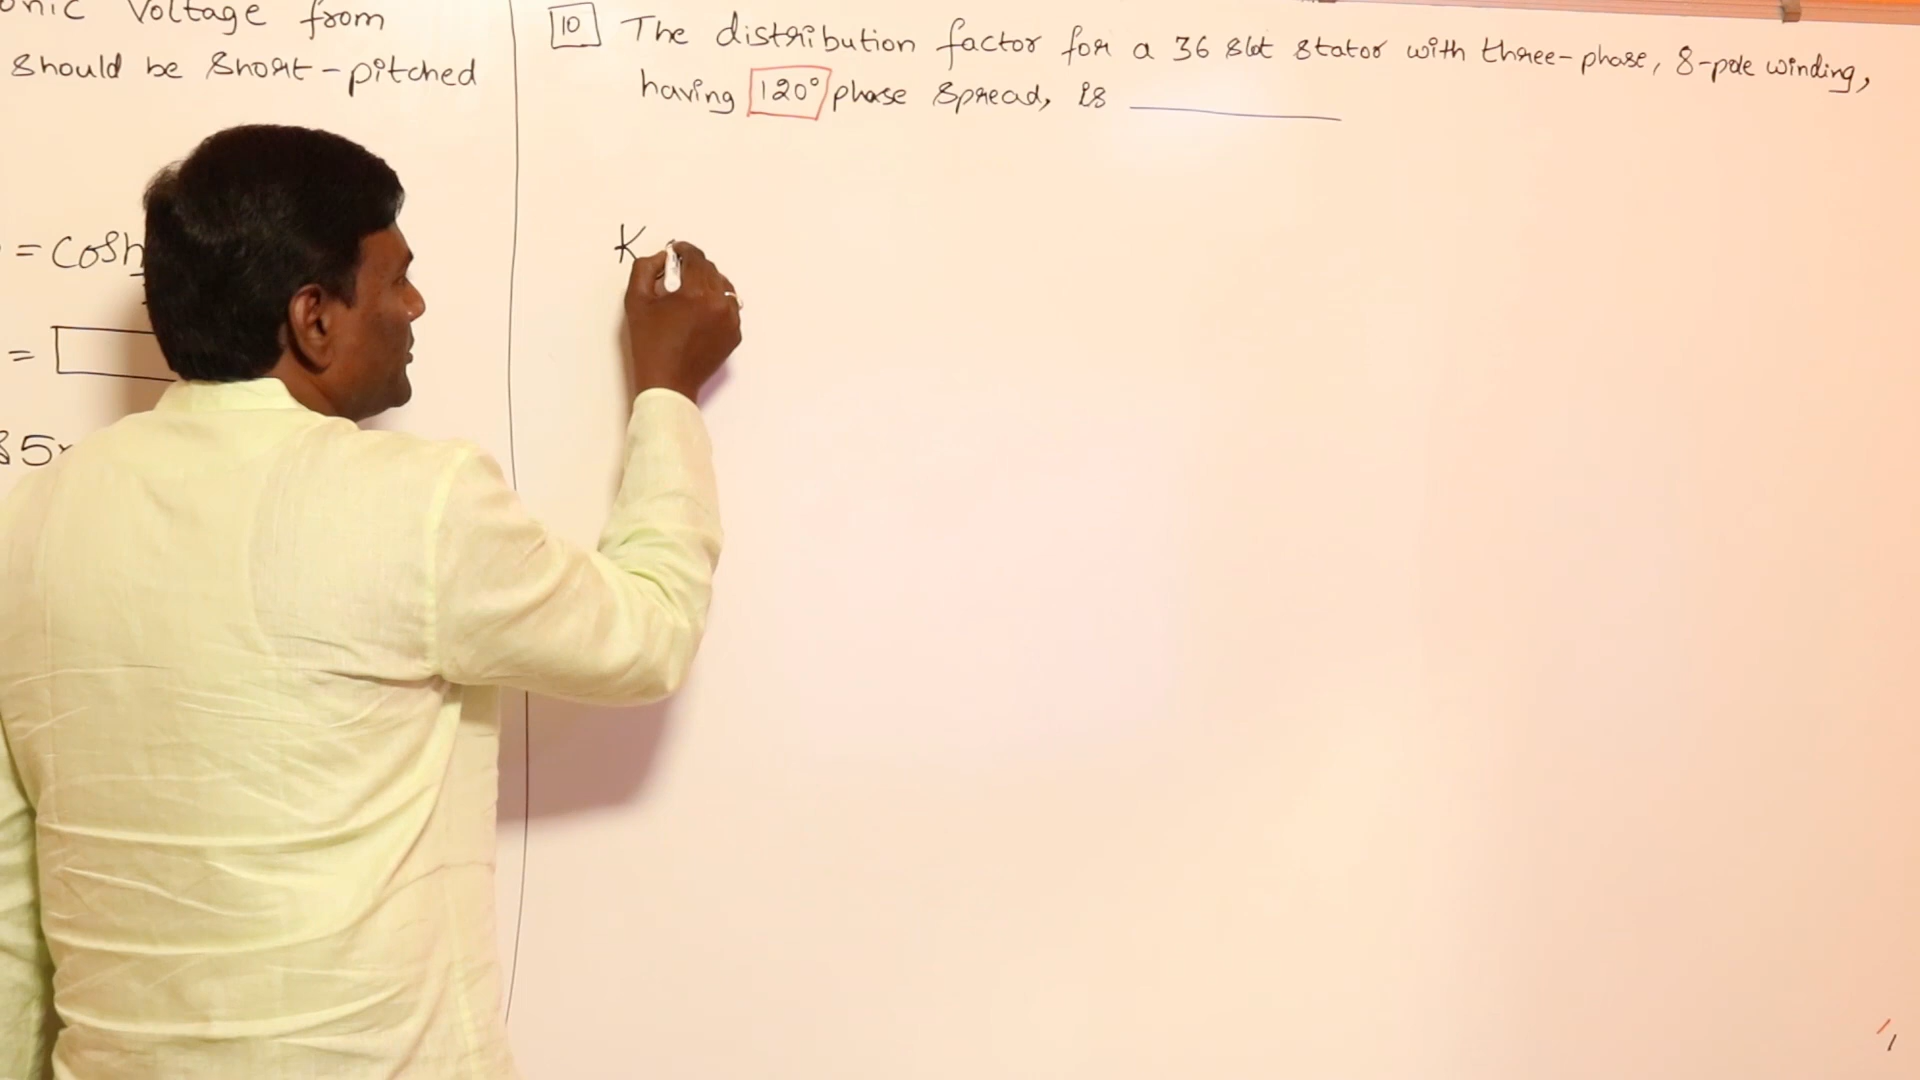 Voltage from
should be short-pitched
= Cosh
=
85
10 The distribution factor for a 36 slot stator with three-phase, 8-pole winding,
having 120° phase spread, is
K